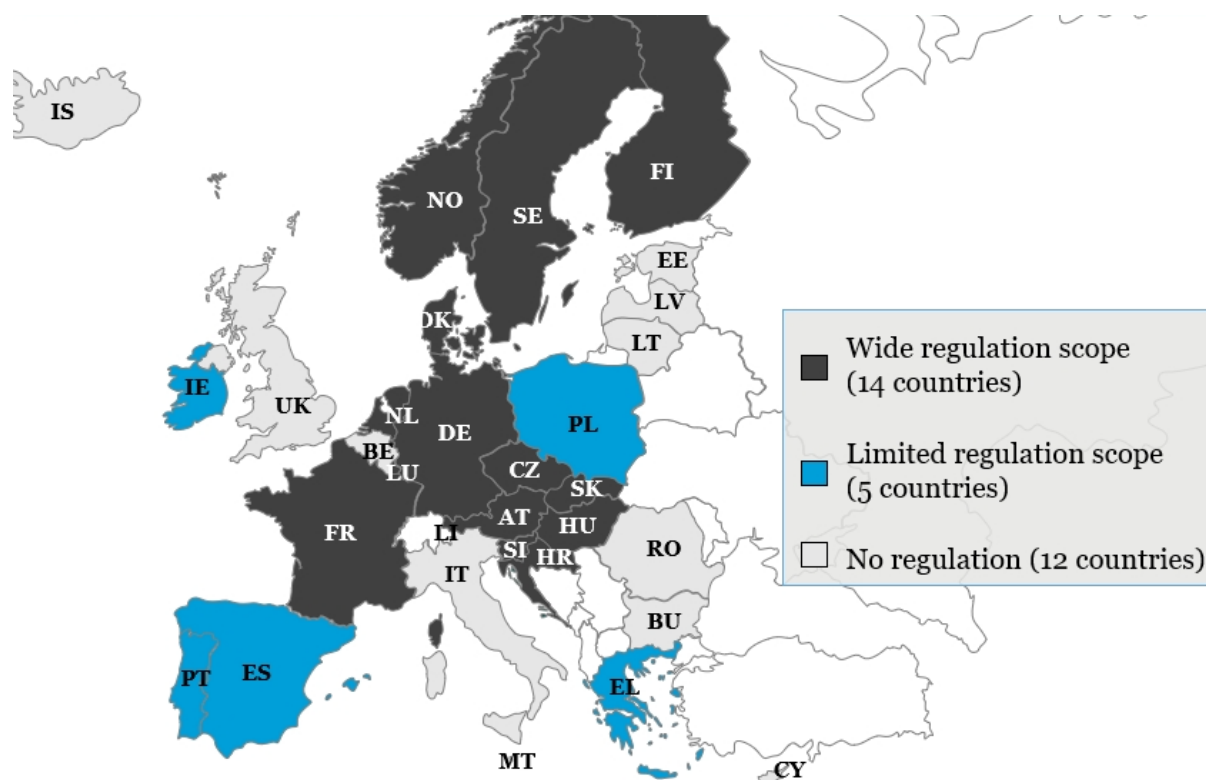 IS
FI
NO
SE
EE
DK
LV
LT
IE
UK
NL
BE
DE
PL
LU
CZ
SK
FR
LI
AT
HU
SI
HR
RO
IT
BU
PT
ES
EL
MT
CY
Wide regulation scope
(14 countries)
Limited regulation scope
(5 countries)
No regulation (12 countries)